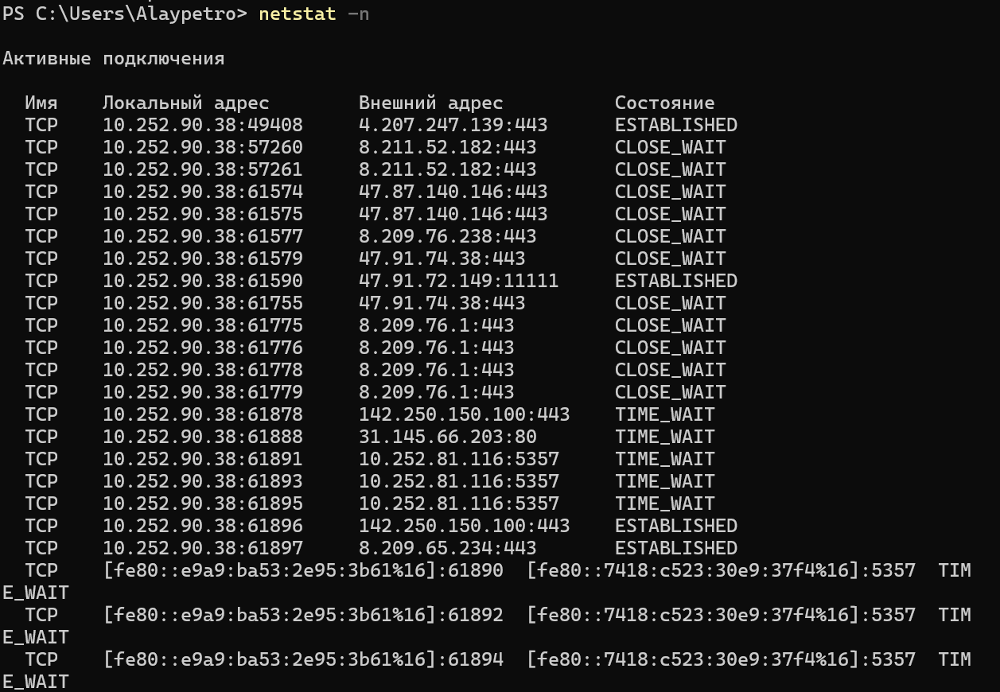 PS C:\Users\Alaypetro> netstat -n
Активные подключения
Имя Локальный адрес Внешний адрес Состояние
TCP 10.252.90.38:49408 4.207.247.139:443 ESTABLISHED
TCP 10.252.90.38:57260 8.211.52.182:443 CLOSE_WAIT
TCP 10.252.90.38:57261 8.211.52.182:443 CLOSE_WAIT
TCP 10.252.90.38:61574 47.87.140.146:443 CLOSE_WAIT
TCP 10.252.90.38:61575 47.87.140.146:443 CLOSE_WAIT
TCP 10.252.90.38:61577 8.209.76.238:443 CLOSE_WAIT
TCP 10.252.90.38:61579 47.91.74.38:443 CLOSE_WAIT
TCP 10.252.90.38:61590 47.91.72.149:11111 ESTABLISHED
TCP 10.252.90.38:61755 47.91.74.38:443 CLOSE_WAIT
TCP 10.252.90.38:61775 8.209.76.1:443 CLOSE_WAIT
TCP 10.252.90.38:61776 8.209.76.1:443 CLOSE_WAIT
TCP 10.252.90.38:61778 8.209.76.1:443 CLOSE_WAIT
TCP 10.252.90.38:61779 8.209.76.1:443 CLOSE_WAIT
TCP 10.252.90.38:61878 142.250.150.100:443 TIME_WAIT
TCP 10.252.90.38:61888 31.145.66.203:80 TIME_WAIT
TCP 10.252.90.38:61891 10.252.81.116:5357 TIME_WAIT
TCP 10.252.90.38:61893 10.252.81.116:5357 TIME_WAIT
TCP 10.252.90.38:61895 10.252.81.116:5357 TIME_WAIT
TCP 10.252.90.38:61896 142.250.150.100:443 ESTABLISHED
TCP 10.252.90.38:61897 8.209.65.234:443 ESTABLISHED
TCP [fe80::e9a9:ba53:2e95:3b61%16]:61890 [fe80::7418:c523:30e9:37f4%16]:5357 TIM
E_WAIT
TCP [fe80::e9a9:ba53:2e95:3b61%16]:61892 [fe80::7418:c523:30e9:37f4%16]:5357 TIM
E_WAIT
TCP [fe80::e9a9:ba53:2e95:3b61%16]:61894 [fe80::7418:c523:30e9:37f4%16]:5357 TIM
E_WAIT